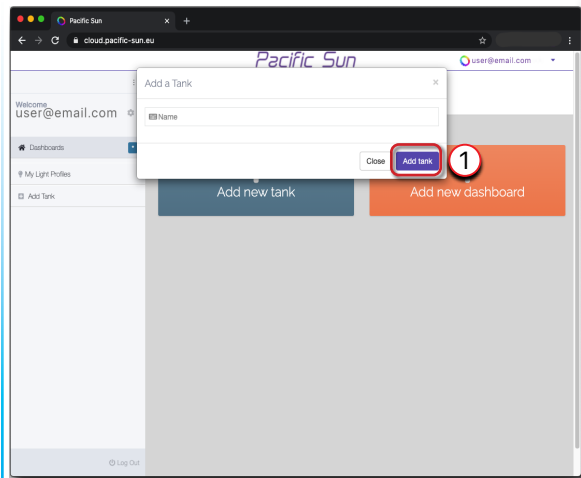 Pacific Sun
cloud.pacific-sun.eu
Pacific Sun
user@email.com
Add a Tank
×
Welcome
user@email.com
Name
Dashboards
Close
Add tank
1
My Light Profiles
Add new tank
Add new dashboard
Add Tank
Log Out